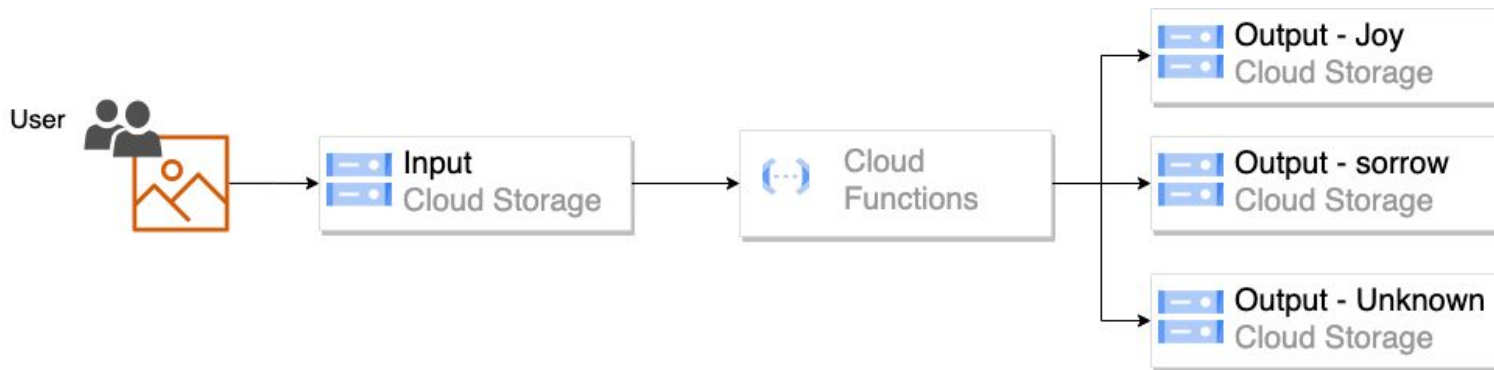 User
Input
Cloud Storage
Cloud
Functions
Output - Joy
Cloud Storage
Output - sorrow
Cloud Storage
Output - Unknown
Cloud Storage